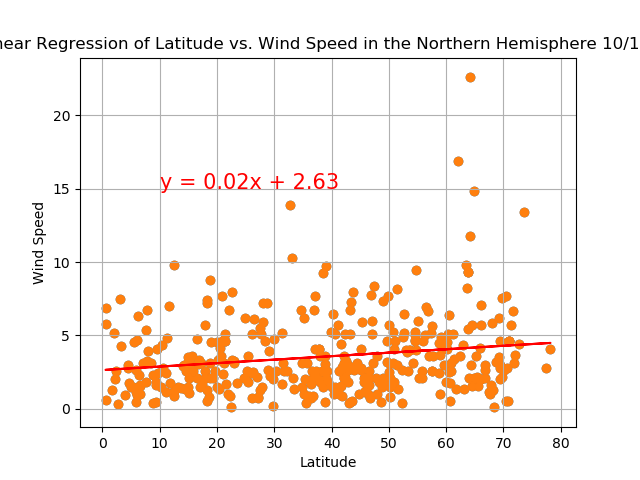 near Regression of Latitude vs. Wind Speed in the Northern Hemisphere 10/1
y = 0.02x + 2.63
Wind Speed
20
15
10
5
0
0 10 20 30 40 50 60 70 80
Latitude